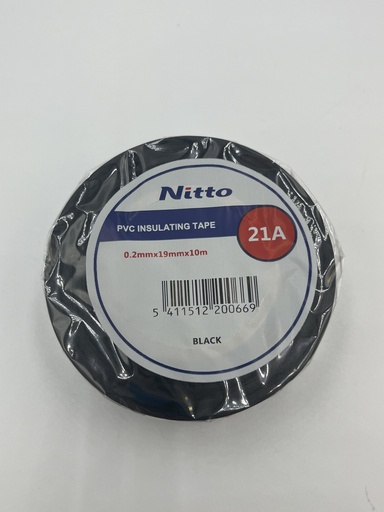 Nitto
PVC INSULATING TAPE
21A
0.2mmx19mmx10m
5 411512 200669
BLACK